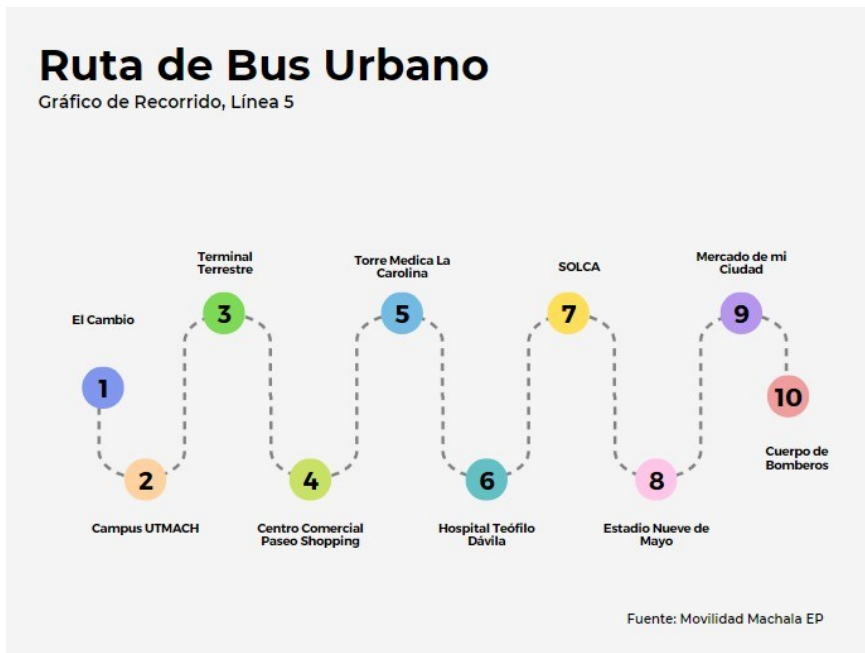 Ruta de Bus Urbano
Gráfico de Recorrido, Línea 5
El Cambio
1
Campus UTMACH
2
Terminal
Terrestre
3
4
Centro Comercial
Paseo Shopping
Torre Medica La
Carolina
5
6
Hospital Teófilo
Dávila
SOLCA
7
8
Estadio Nueve de
Mayo
Mercado de mi
Ciudad
9
10
Cuerpo de
Bomberos
Fuente: Movilidad Machala EP